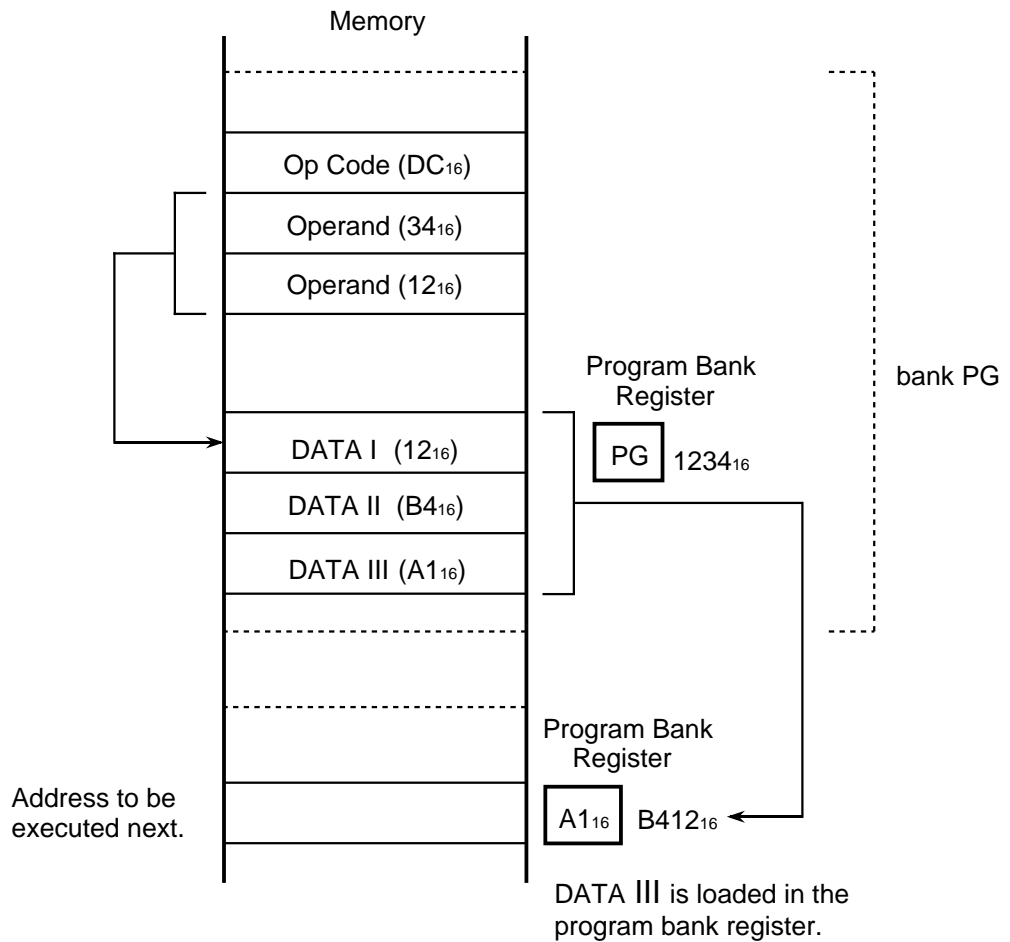 Memory
Op Code (DC₁₆)
Operand (34₁₆)
Operand (12₁₆)
Program Bank
Register
bank PG
DATA I (12₁₆)
PG 1234₁₆
DATA II (B4₁₆)
DATA III (A1₁₆)
Program Bank
Register
Address to be
executed next.
A1₁₆ B412₁₆
DATA III is loaded in the
program bank register.